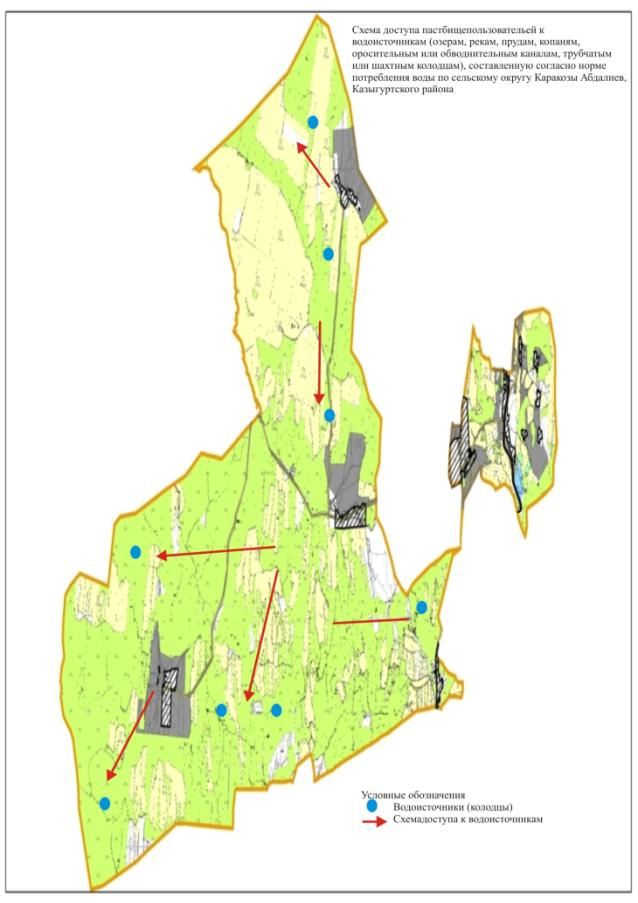 Схема доступа пастбищепользовательей к
водоисточникам (озерам, рекам, прудам, копаням,
оросительным или обводнительным каналам, трубчатым
или шахтным колодцам), составленную согласно норме
потребления воды по сельскому округу Каракозы Абдалиев,
Казыгуртского района
Условные обозначения
Водоисточники (колодцы)
Схемадоступа к водоисточникам